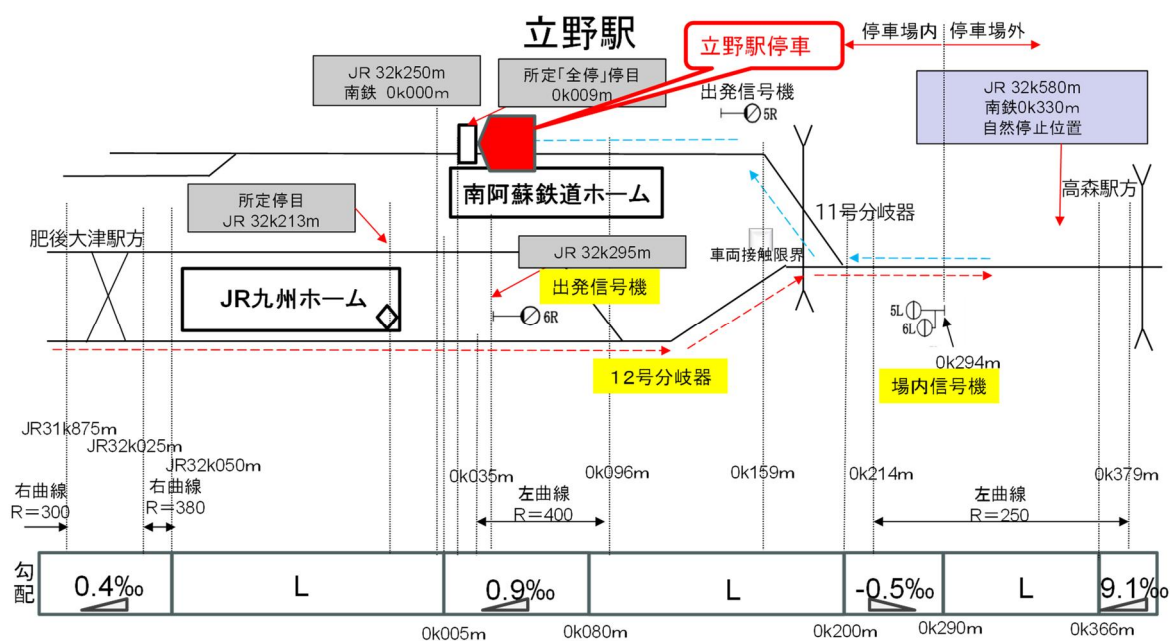 立野駅
立野駅停車
停車場内
停車場外
JR 32k250m
南鉄 0k000m
所定「全停」停目
0k009m
出発信号機
5R
JR 32k580m
南鉄0k330m
自然停止位置
南阿蘇鉄道ホーム
高森駅方
所定停目
JR 32k213m
11号分岐器
肥後大津駅方
JR 32k295m
車両接触限界
出発信号機
JR九州ホーム
6R
5L
6L
0k294m
12号分岐器
場内信号機
JR31k875m
JR32k025m
JR32k050m
0k035m
0k096m
0k159m
0k214m
0k379m
右曲線
R=300
右曲線
R=380
左曲線
R=400
左曲線
R=250
勾配
0.4‰
L
0.9‰
L
-0.5‰
L
9.1‰
0k005m
0k080m
0k200m
0k290m
0k366m